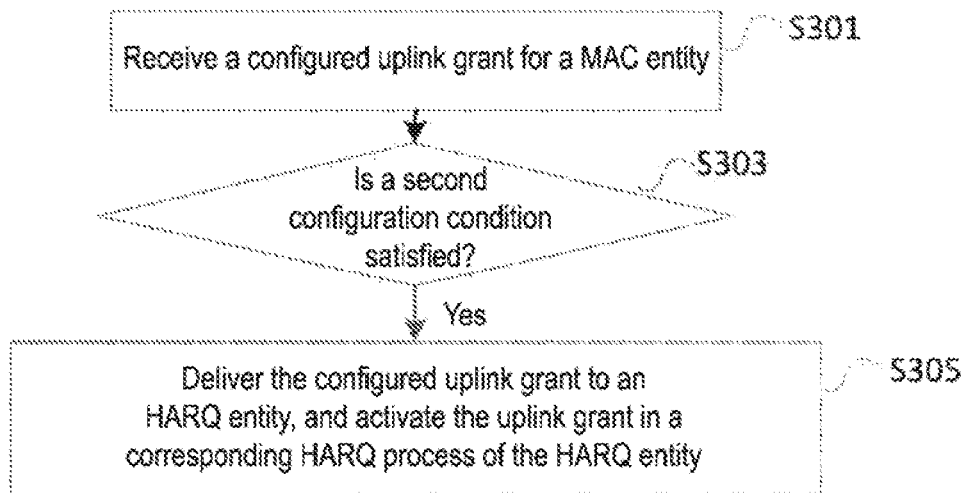 Receive a configured uplink grant for a MAC entity
S301
Is a second
configuration condition
satisfied?
S303
Yes
Deliver the configured uplink grant to an
HARQ entity, and activate the uplink grant in a
corresponding HARQ process of the HARQ entity
S305